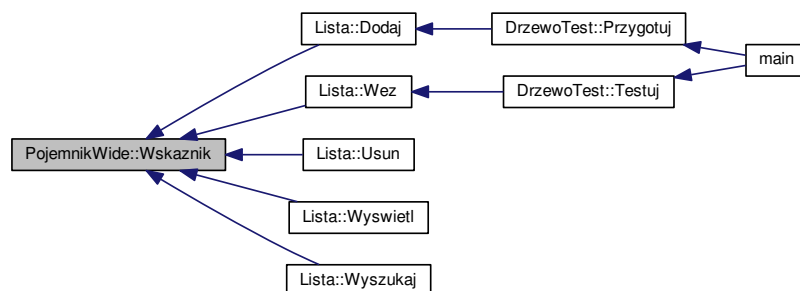 Lista::Dodaj
DrzewoTest::Przygotuj
main
Lista::Wez
DrzewoTest::Testuj
PojemnikWide::Wskaznik
Lista::Usun
Lista::Wyswietl
Lista::Wyszukaj